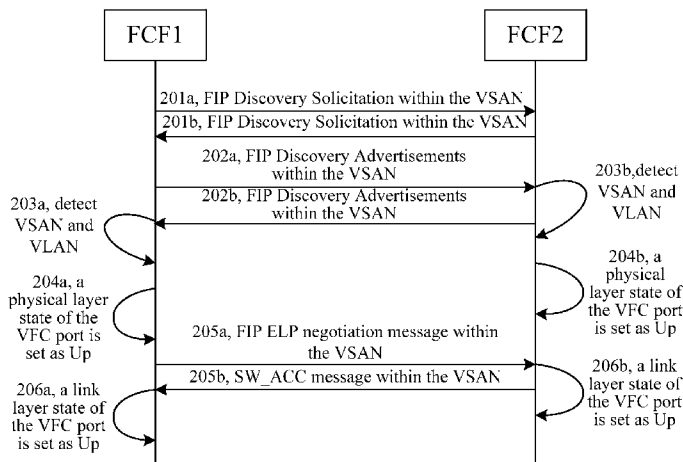 FCF1
FCF2
201a, FIP Discovery Solicitation within the VSAN
201b, FIP Discovery Solicitation within the VSAN
202a, FIP Discovery Advertisements
within the VSAN
203b,detect
VSAN and
VLAN
202b, FIP Discovery Advertisements
within the VSAN
203a, detect
VSAN and
VLAN
204b, a
physical
layer state
of the VFC
port is set
as Up
204a, a
physical layer
state of the
VFC port is
set as Up
205a, FIP ELP negotiation message within
the VSAN
205b, SW_ACC message within the VSAN
206b, a link
layer state of
the VFC port
is set as Up
206a, a link
layer state of
the VFC port
is set as Up